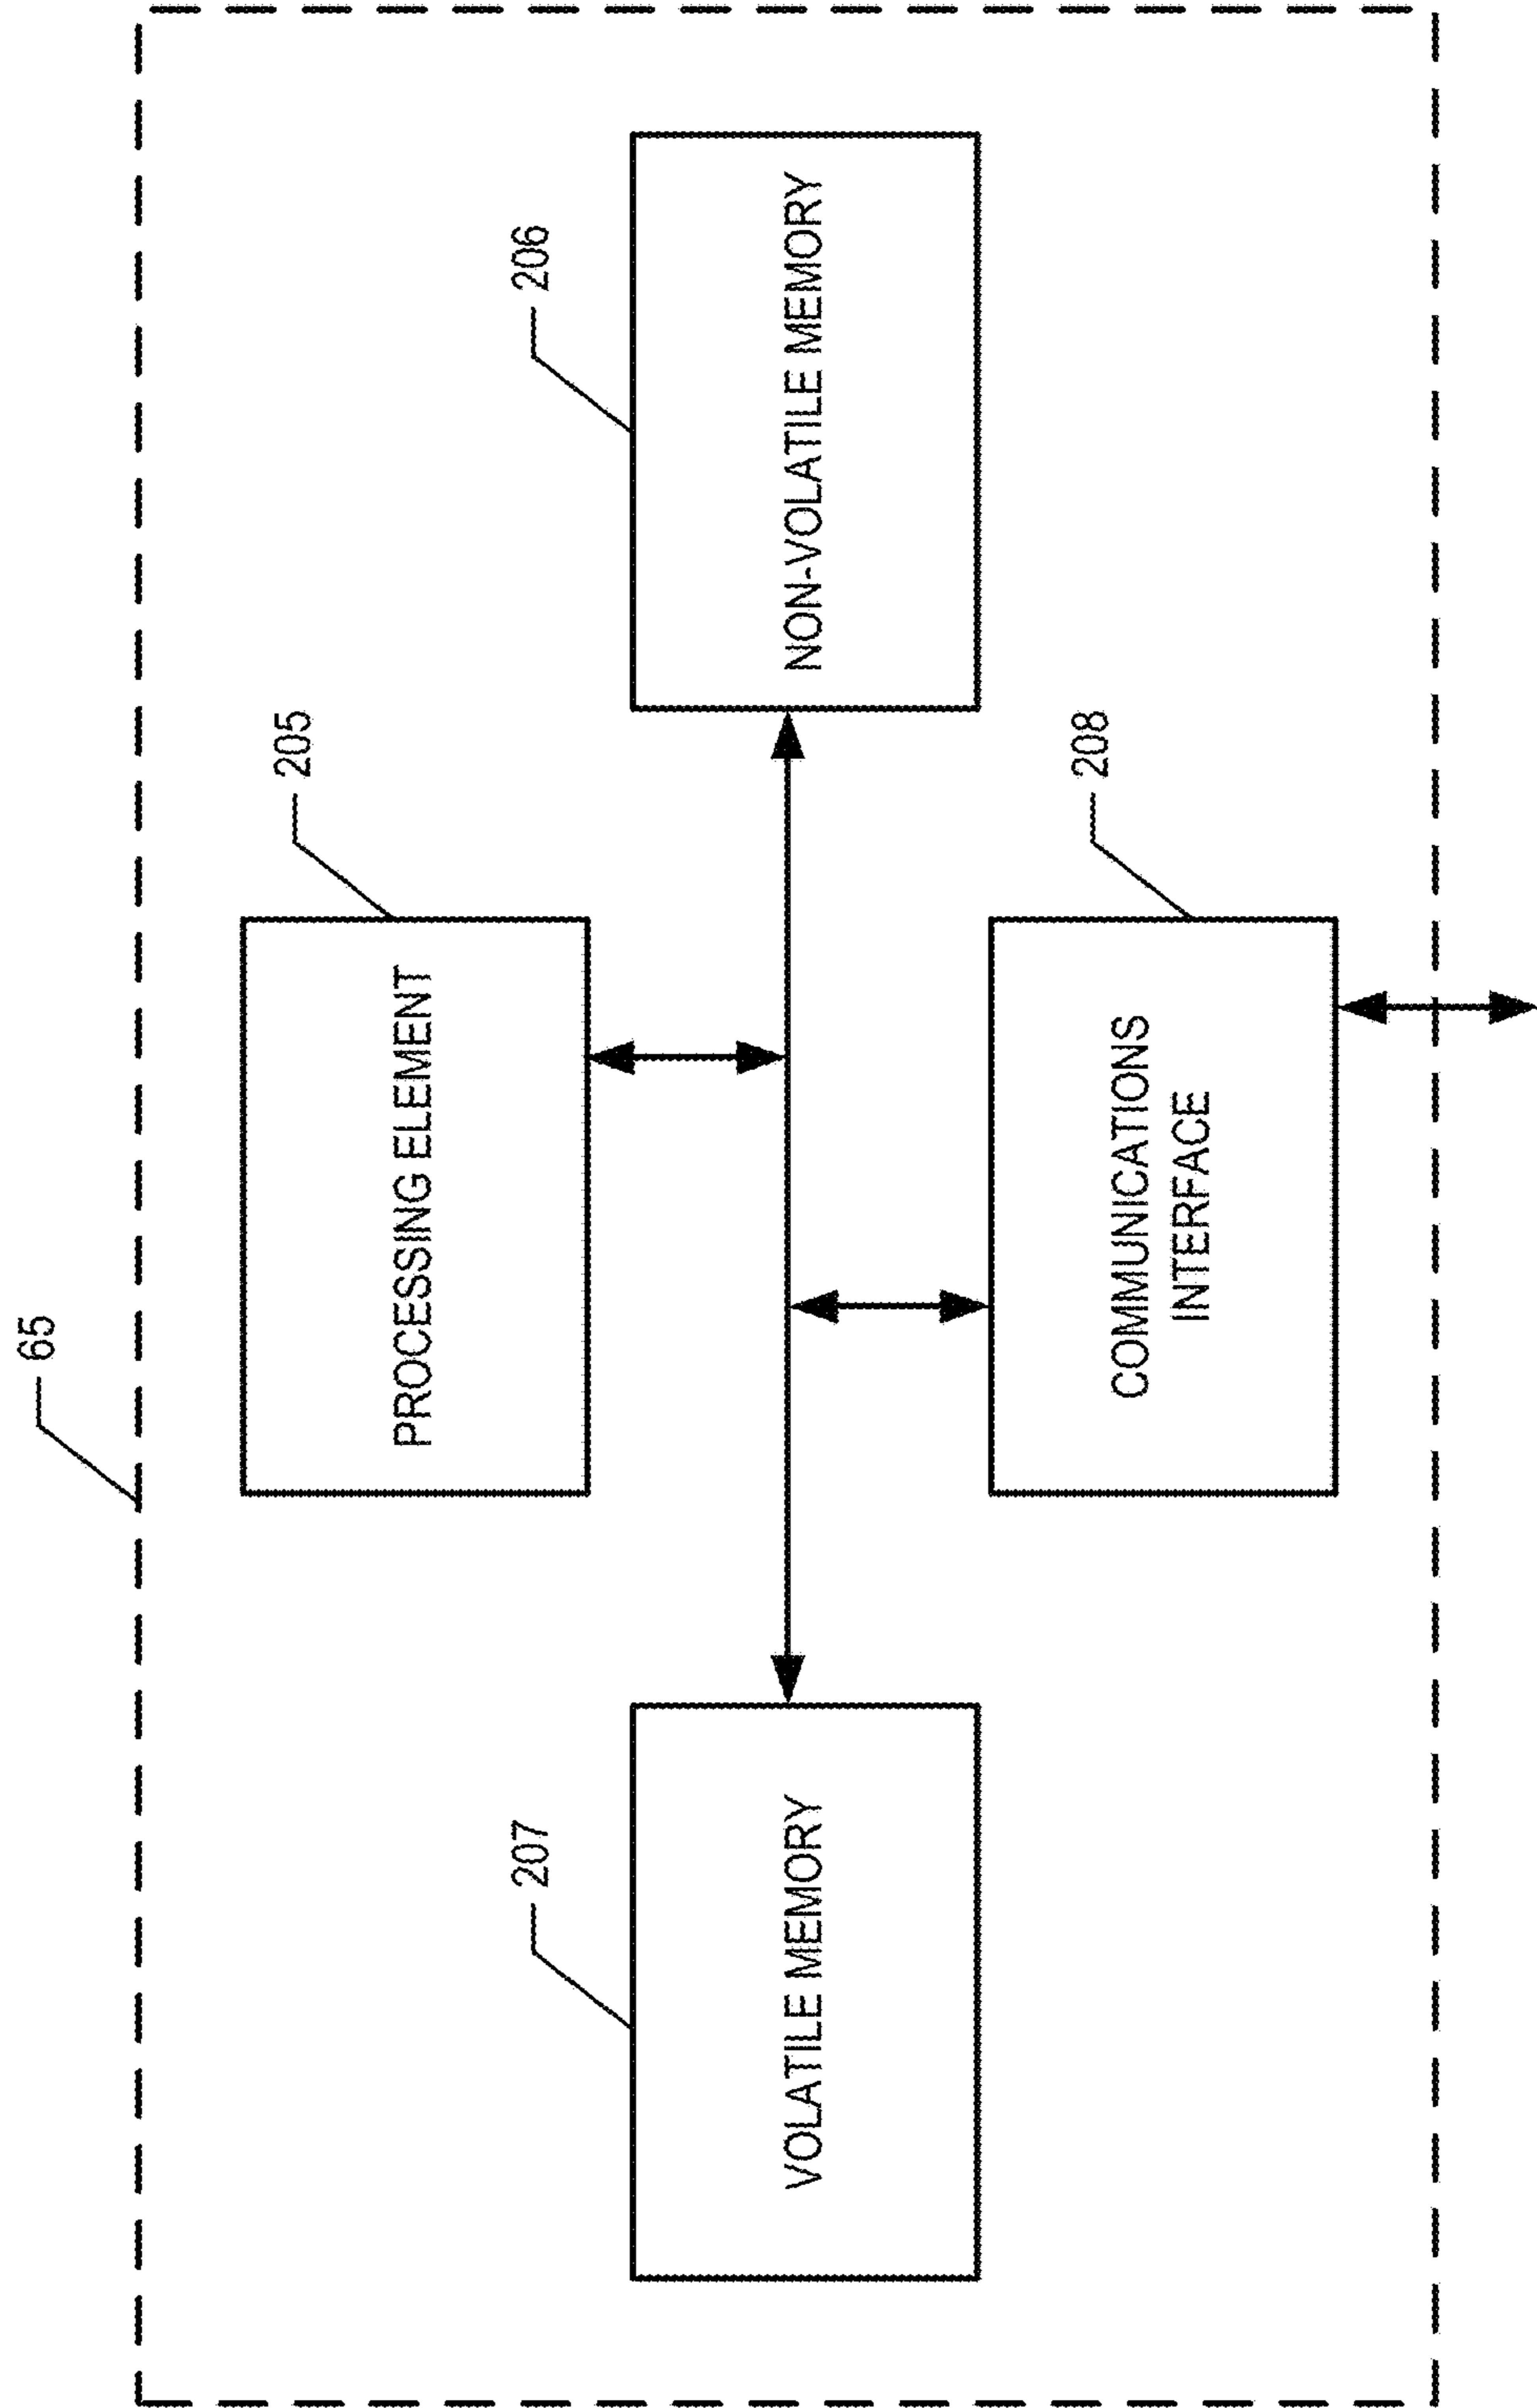 65
PROCESSING ELEMENT
205
207
VOLATILE MEMORY
206
NON-VOLATILE MEMORY
COMMUNICATIONS
INTERFACE
208